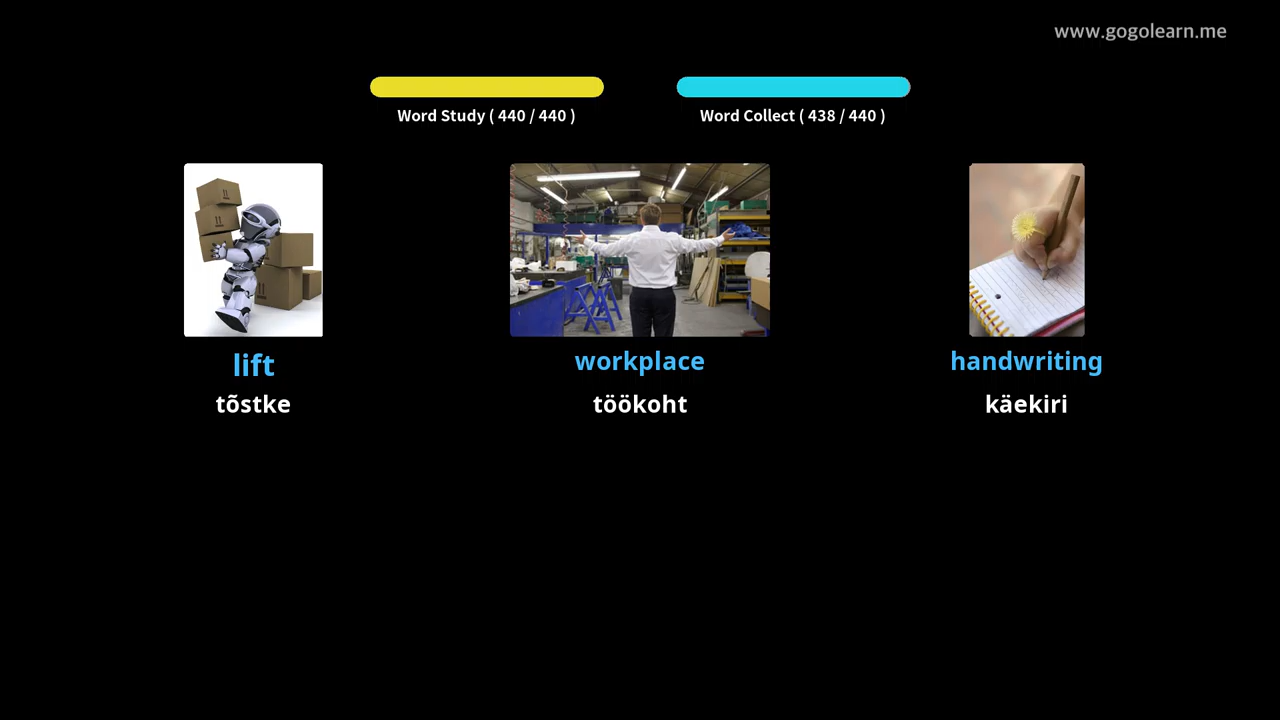 www.gogolearn.me
Word Study ( 440 / 440 )
Word Collect ( 438 / 440 )
lift
workplace
handwriting
tõstke
töökoht
käekiri